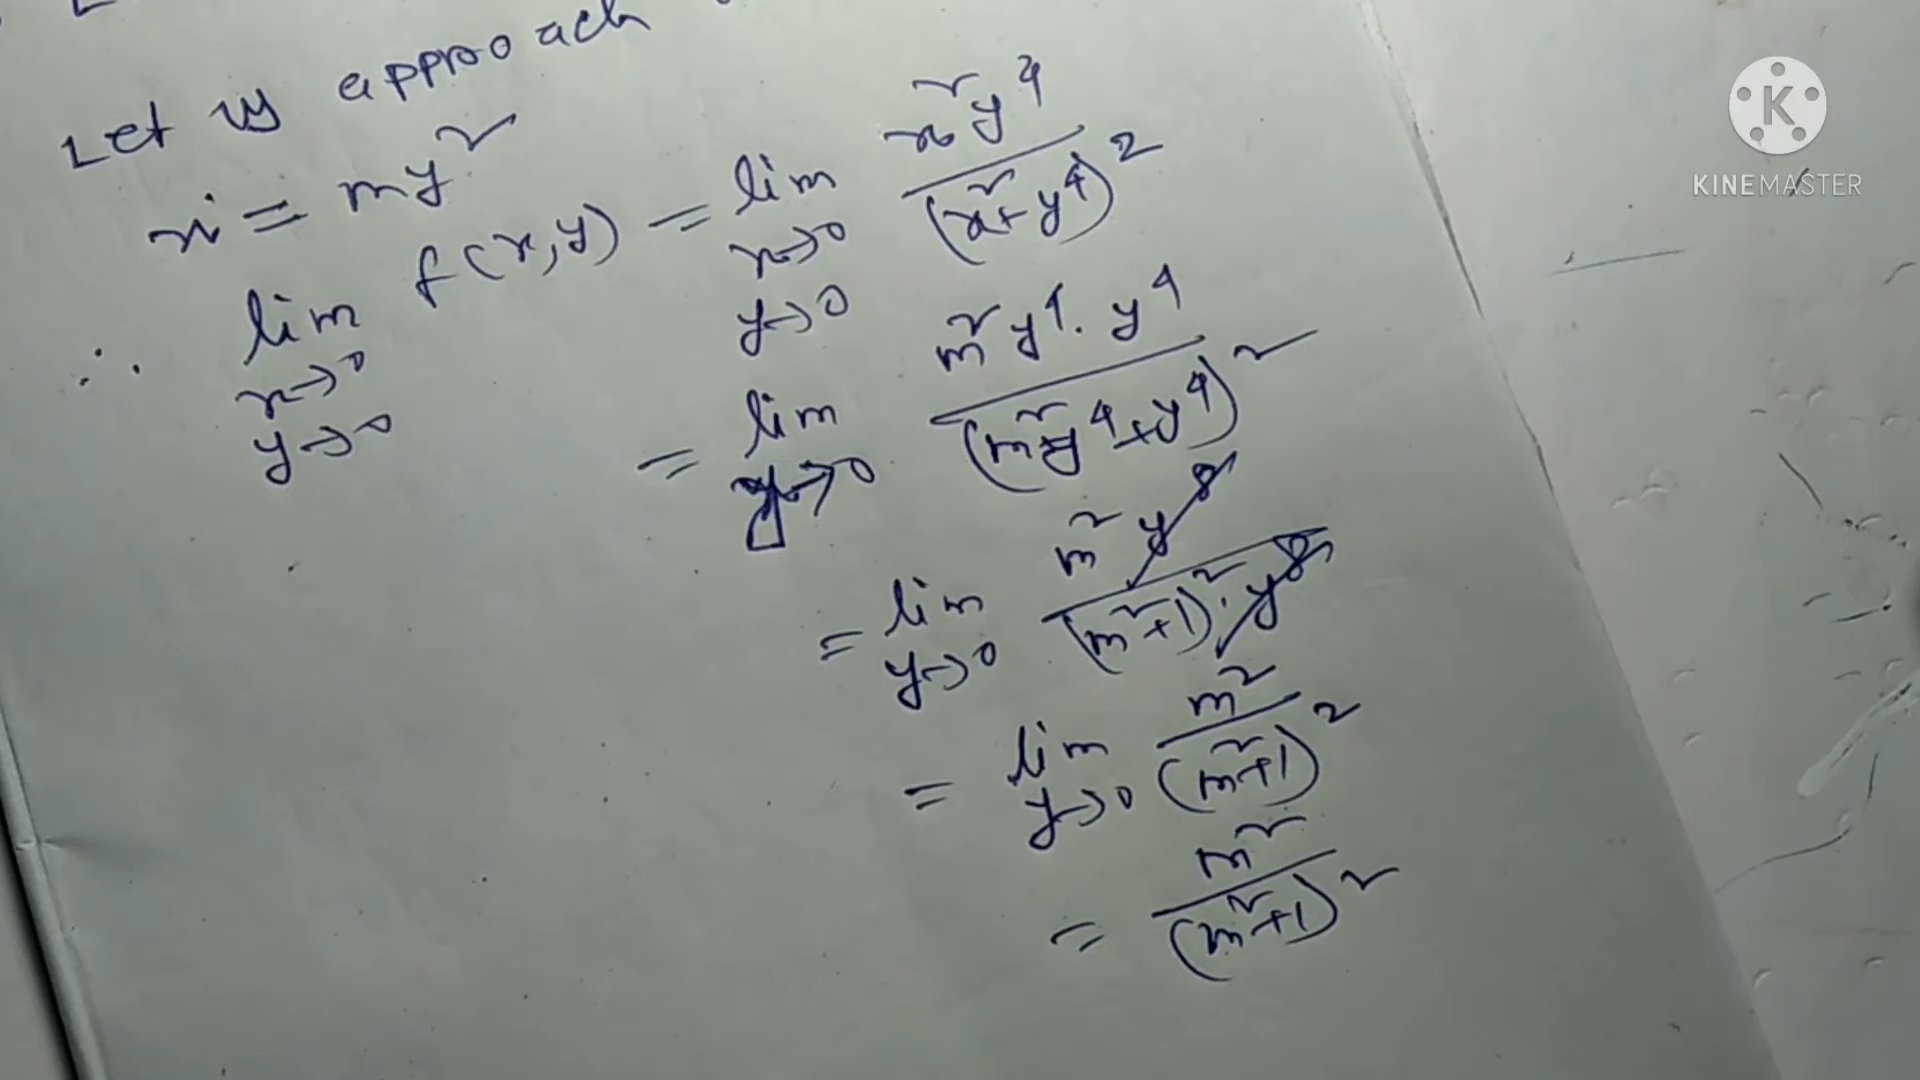 Let us approach
x = my²
∴ lim x→0 y→0 f(x,y) = lim x→0 y→0 x²y⁴/(x²+y⁴)²
= lim y→0 m²y⁴·y⁴/(m²y⁴+y⁴)²
= lim y→0 m²y⁸/(m²+1)²·y⁸
= lim y→0 m²/(m²+1)²
= m²/(m²+1)²
K
KINEMASTER